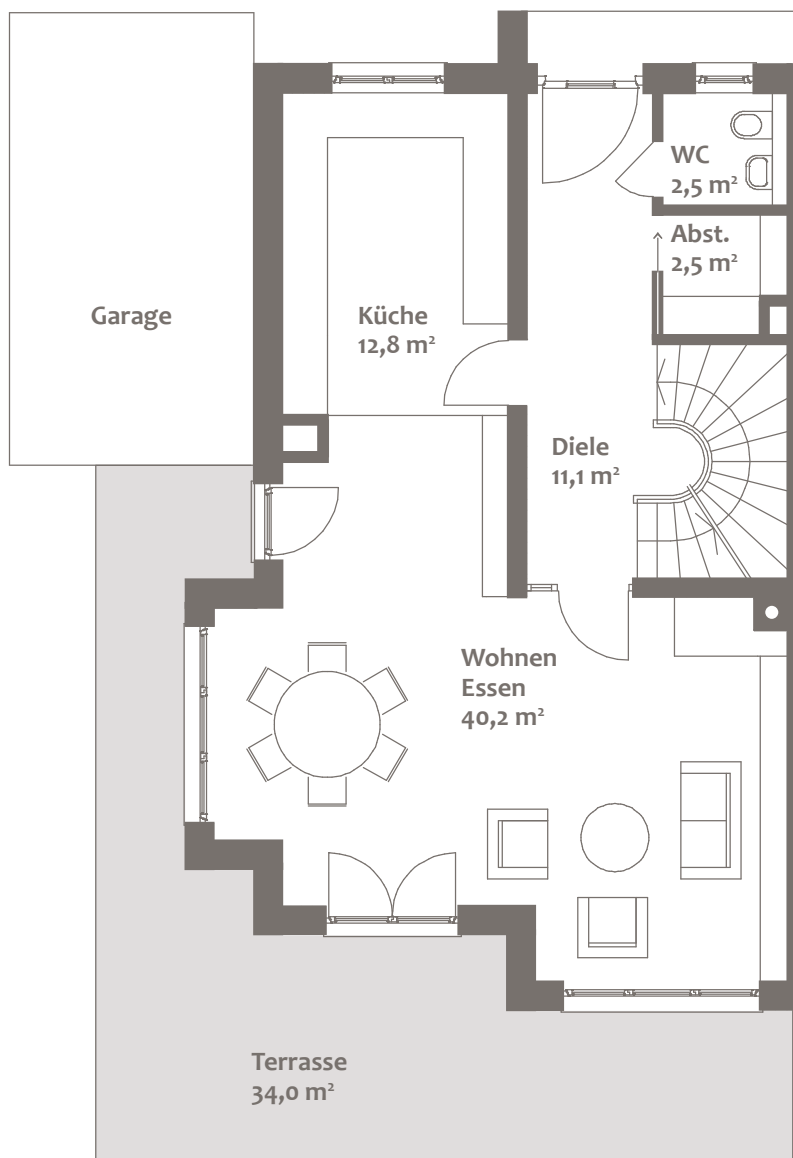 WC
2,5 m²
Abst.
2,5 m²
Garage
Küche
12,8 m²
Diele
11,1 m²
Wohnen
Essen
40,2 m²
Terrasse
34,0 m²